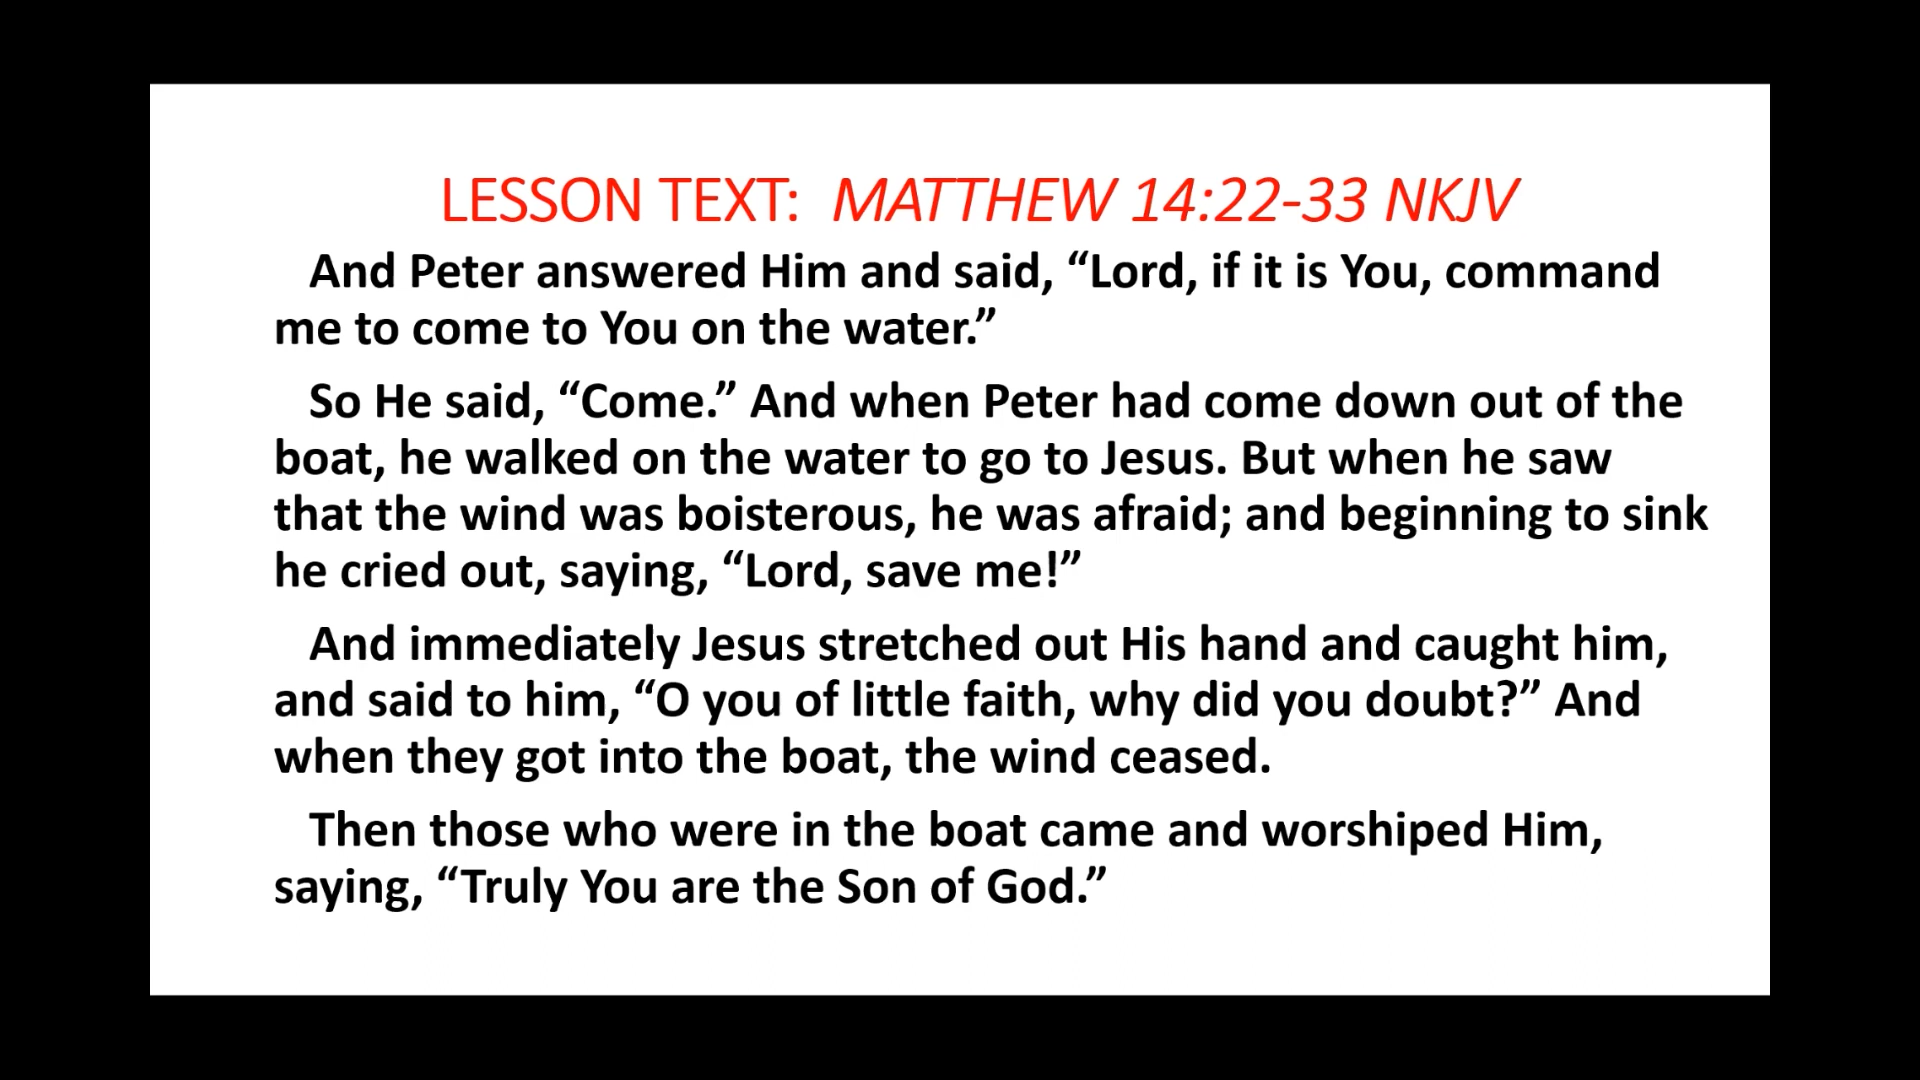 LESSON TEXT: MATTHEW 14:22-33 NKJV
And Peter answered Him and said, “Lord, if it is You, command
me to come to You on the water.”
So He said, “Come.” And when Peter had come down out of the
boat, he walked on the water to go to Jesus. But when he saw
that the wind was boisterous, he was afraid; and beginning to sink
he cried out, saying, “Lord, save me!”
And immediately Jesus stretched out His hand and caught him,
and said to him, “O you of little faith, why did you doubt?” And
when they got into the boat, the wind ceased.
Then those who were in the boat came and worshiped Him,
saying, “Truly You are the Son of God.”